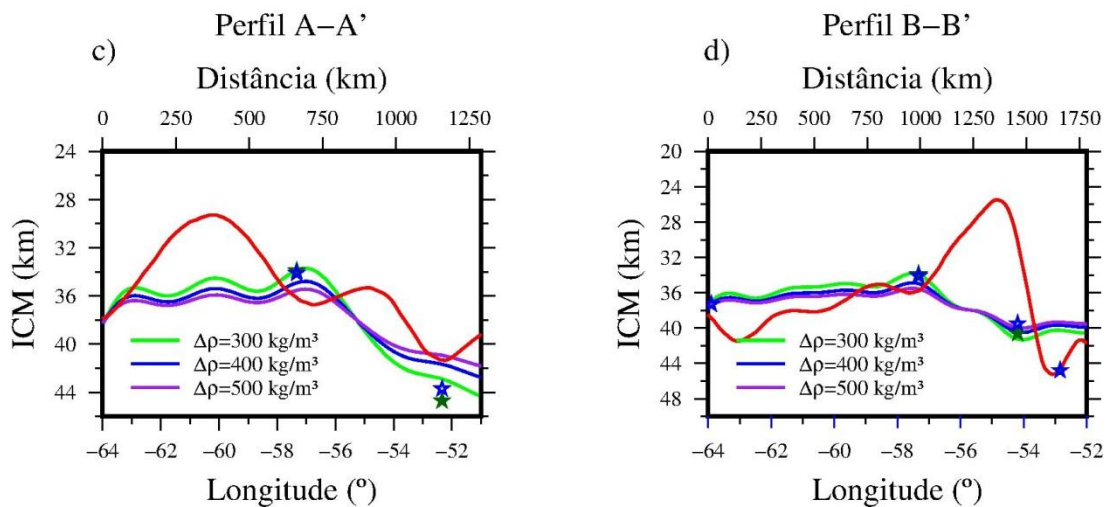 Perfil A−A'
c)
Distância (km)
0 250 500 750 1000 1250
24
28
32
36
40
44
ICM (km)
Δρ=300 kg/m³
Δρ=400 kg/m³
Δρ=500 kg/m³
−64 −62 −60 −58 −56 −54 −52
Longitude (º)
Perfil B−B'
d)
Distância (km)
0 250 500 750 1000 1250 1500 1750
20
24
28
32
36
40
44
48
ICM (km)
Δρ=300 kg/m³
Δρ=400 kg/m³
Δρ=500 kg/m³
−64 −62 −60 −58 −56 −54 −52
Longitude (º)